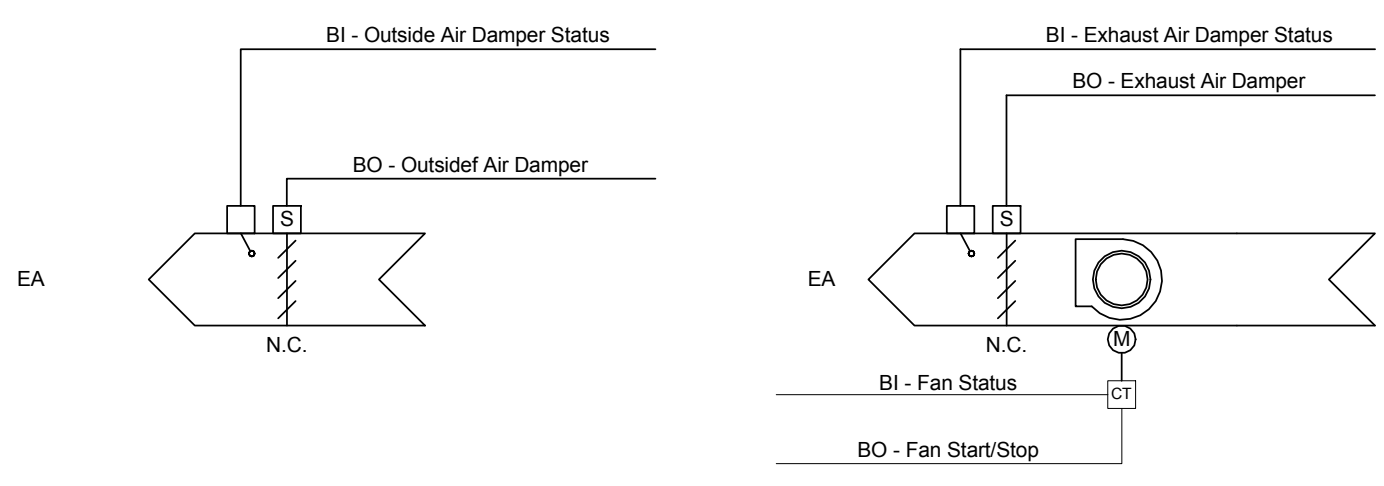 BI - Outside Air Damper Status
BO - Outsidef Air Damper
S
EA
N.C.
BI - Exhaust Air Damper Status
BO - Exhaust Air Damper
S
EA
N.C.
M
BI - Fan Status
CT
BO - Fan Start/Stop